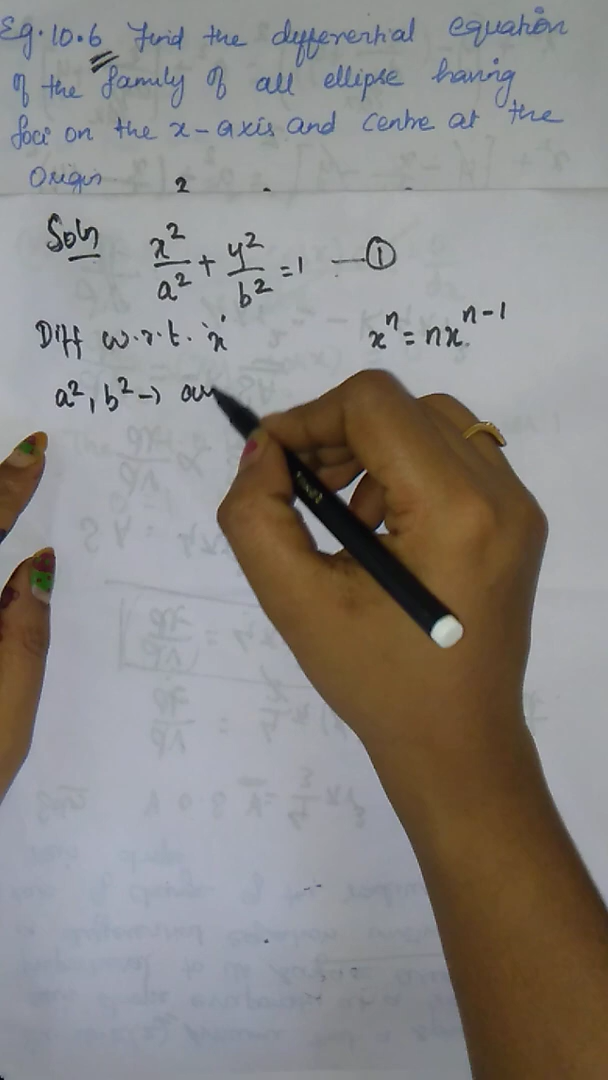 Eg. 10.6 Find the differential equation
of the family of all ellipse having
foci on the x-axis and centre at the
Origin
Soln x²/a² + y²/b² = 1 —①
Diff w.r.t. 'x' xⁿ = nxⁿ⁻¹
a², b² →